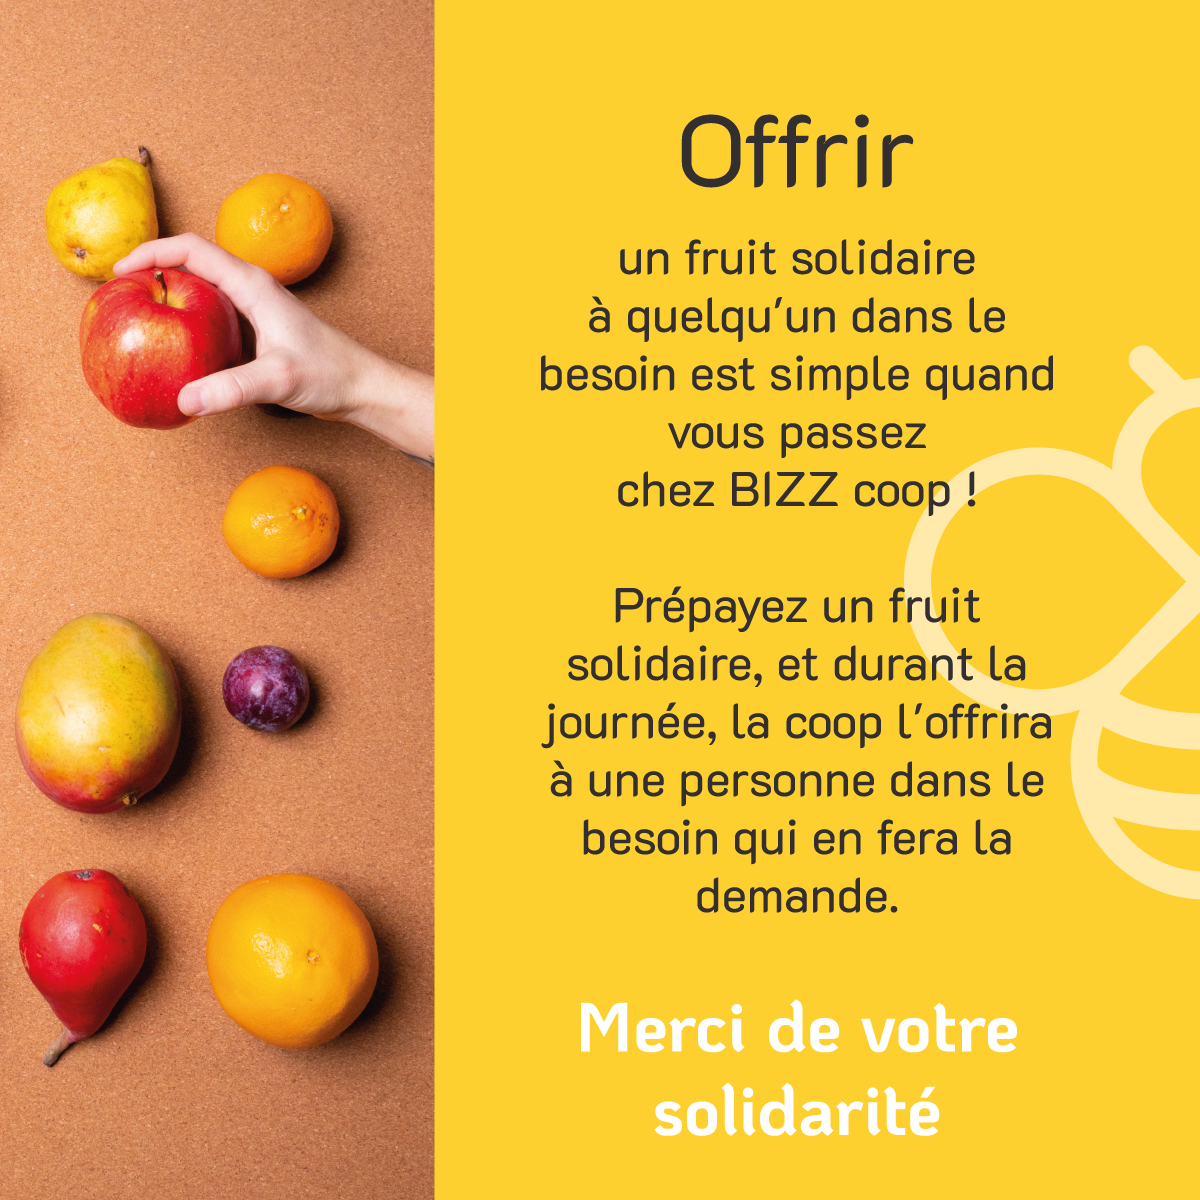 Offrir
un fruit solidaire
à quelqu'un dans le
besoin est simple quand
vous passez
chez BIZZ coop !
Prépayez un fruit
solidaire, et durant la
journée, la coop l'offrira
à une personne dans le
besoin qui en fera la
demande.
Merci de votre
solidarité